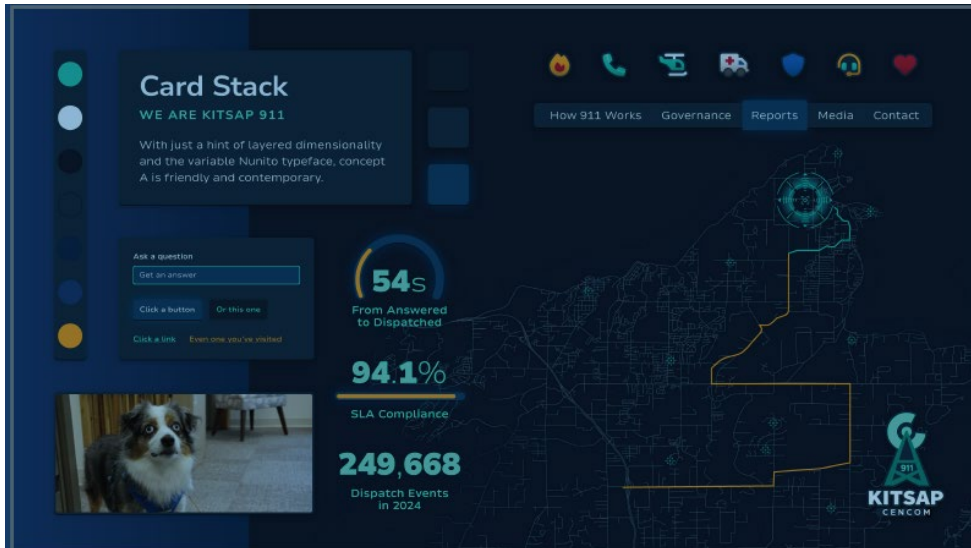 Card Stack
WE ARE KITSAP 911
With just a hint of layered dimensionality
and the variable Nunito typeface, concept
A is friendly and contemporary.
How 911 Works
Governance
Reports
Media
Contact
Ask a question
Get an answer
Click a button
Or this one
Click a link
Even one you've visited
54s
From Answered
to Dispatched
94.1%
SLA Compliance
249,668
Dispatch Events
in 2024
911
KITSAP
CENCOM